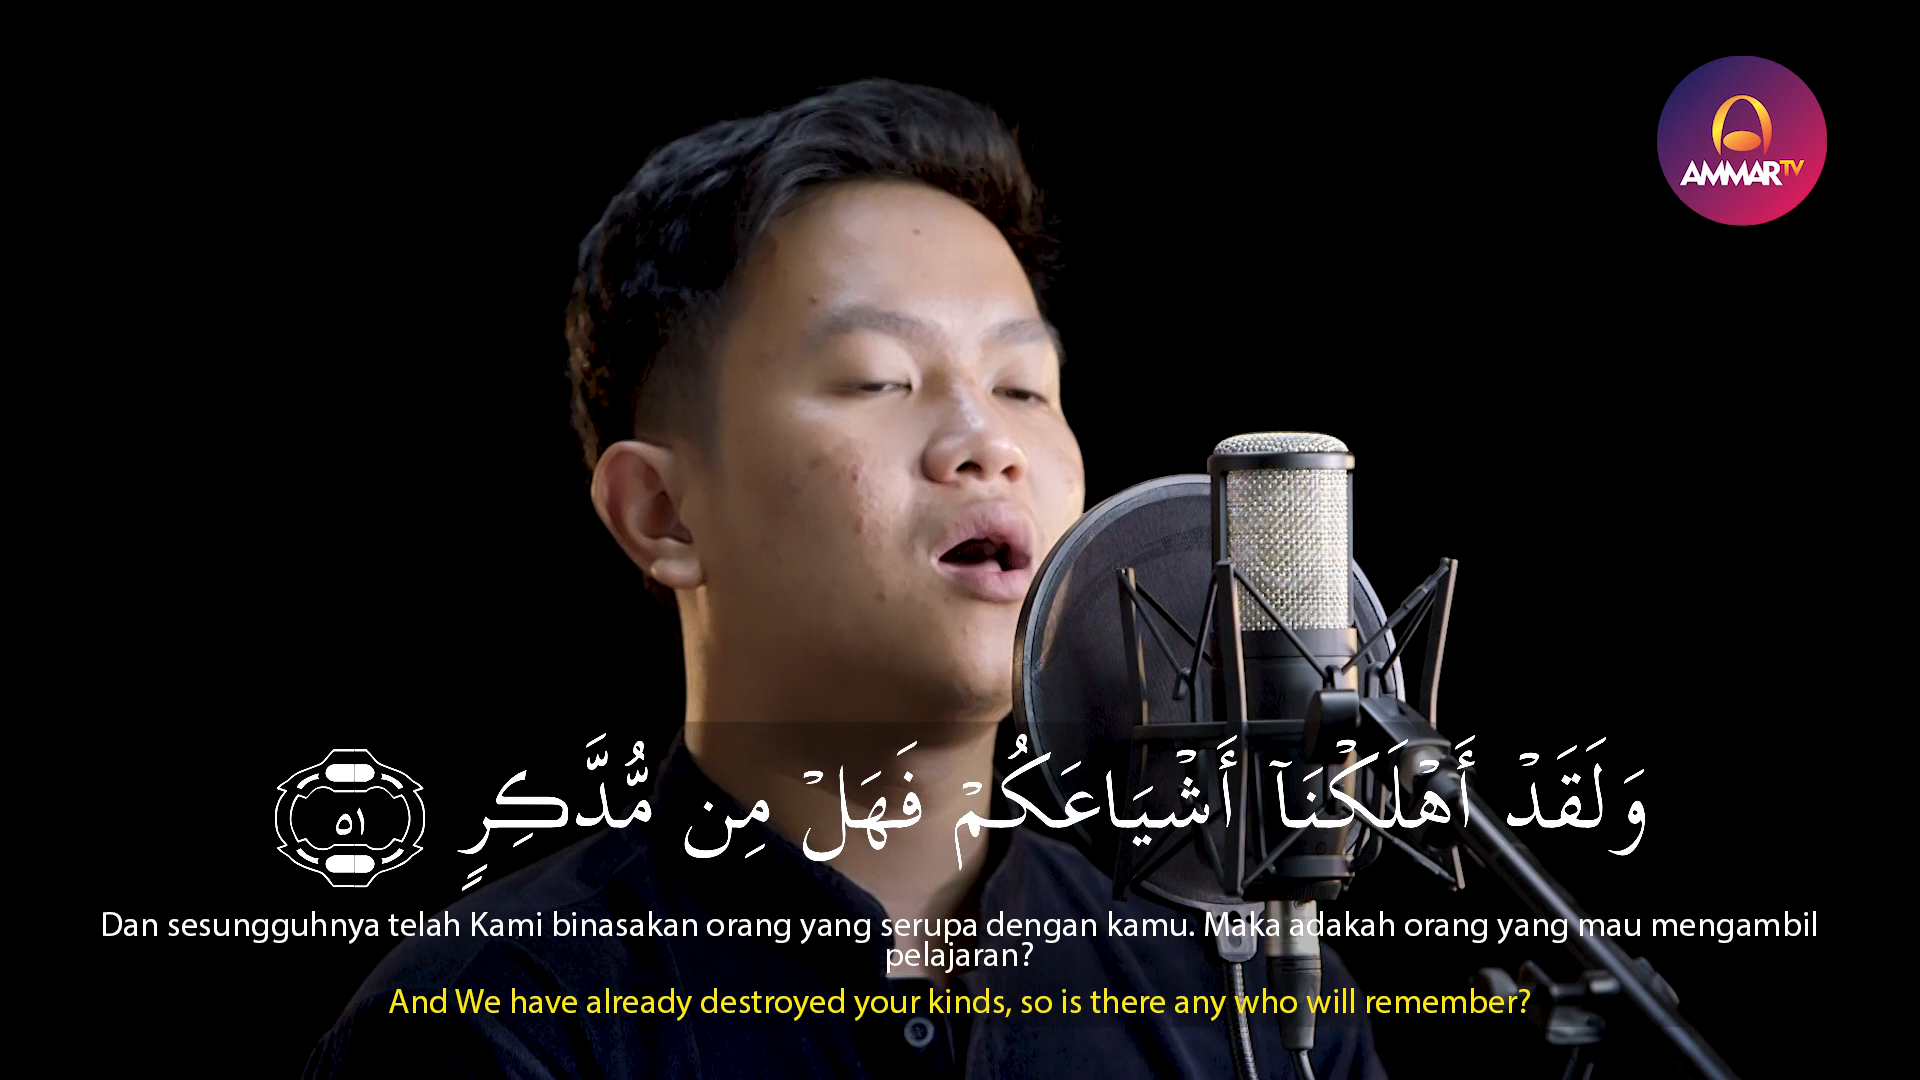 AMMARTV
وَلَقَدْ أَهْلَكْنَآ أَشْيَاعَكُمْ فَهَلْ مِن مُّدَّكِرٍ ٥١
Dan sesungguhnya telah Kami binasakan orang yang serupa dengan kamu. Maka adakah orang yang mau mengambil
pelajaran?
And We have already destroyed your kinds, so is there any who will remember?